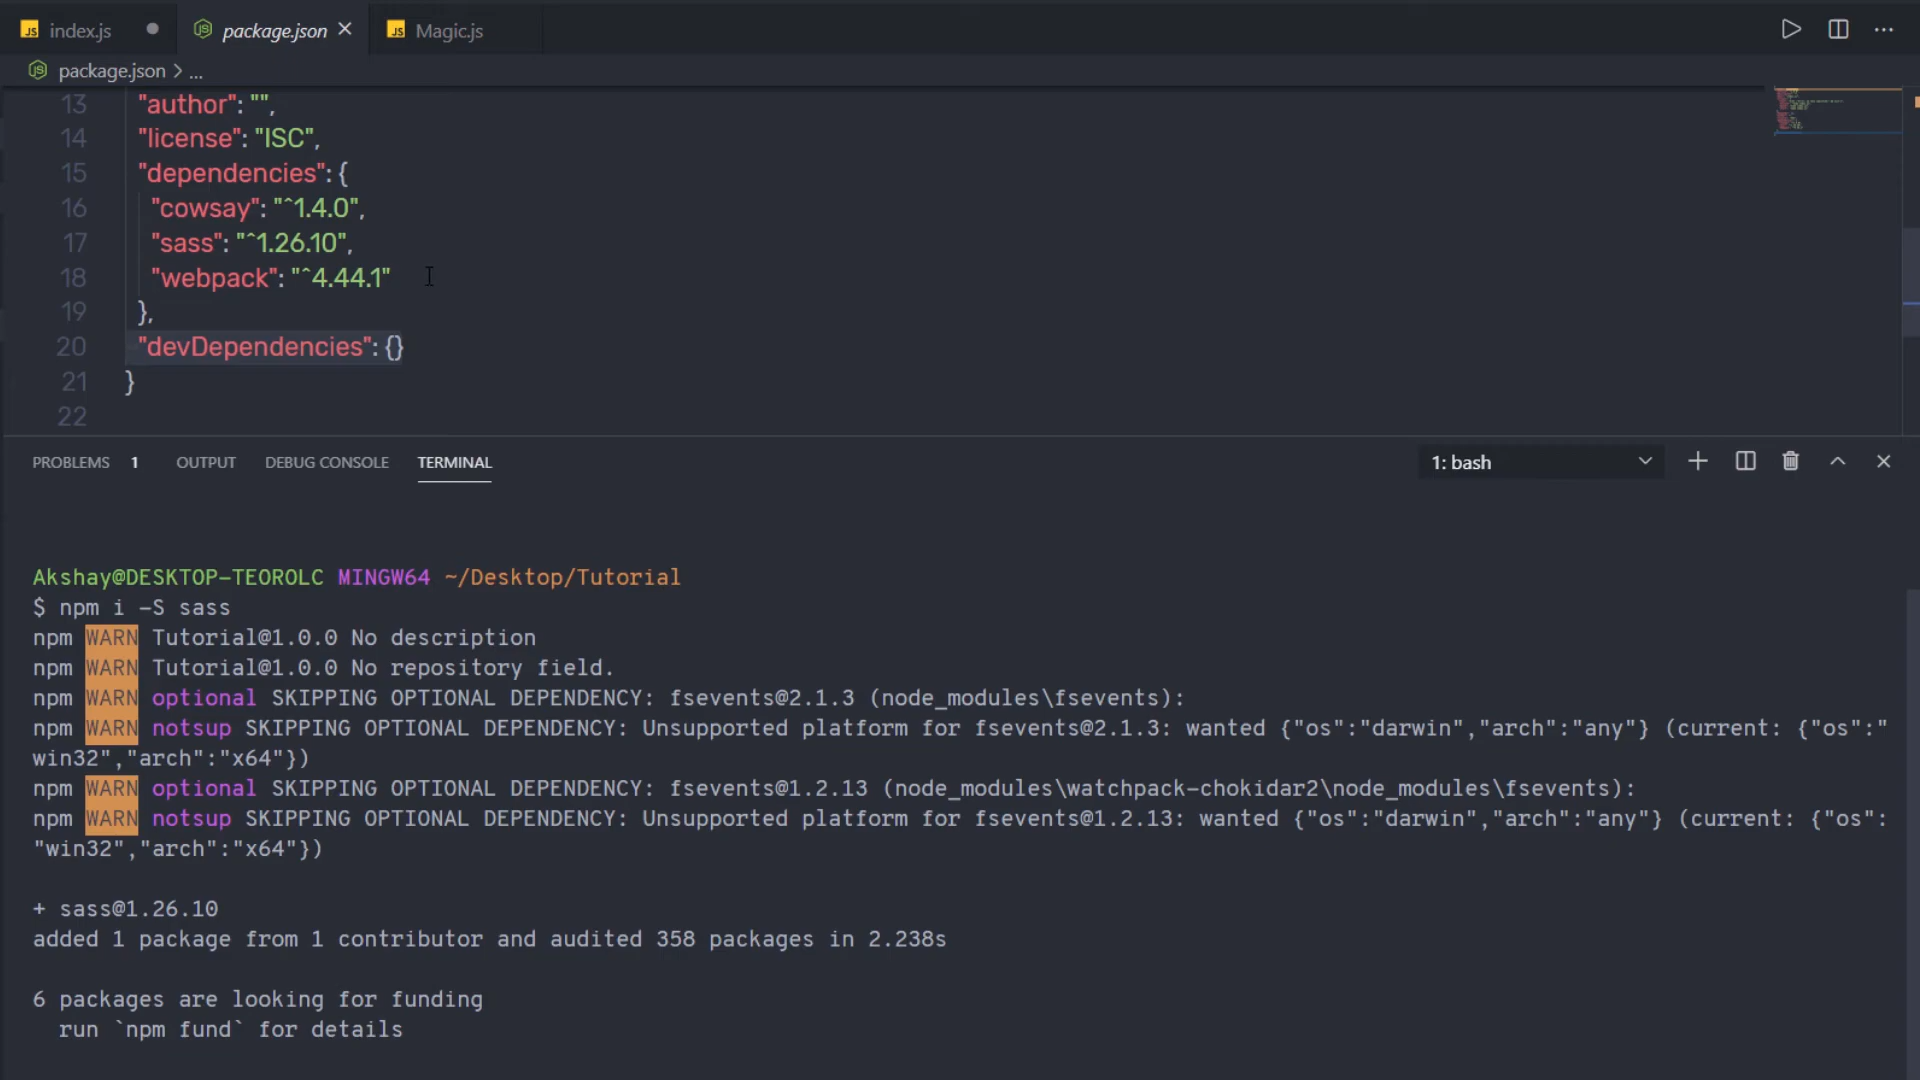 index.js
package.json
Magic.js
package.json > ...
13 "author": "",
14 "license": "ISC",
15 "dependencies": {
16 "cowsay": "^1.4.0",
17 "sass": "^1.26.10",
18 "webpack": "^4.44.1"
19 },
20 "devDependencies": {}
21 }
22
PROBLEMS 1 OUTPUT DEBUG CONSOLE TERMINAL 1: bash
Akshay@DESKTOP-TEOROLC MINGW64 ~/Desktop/Tutorial
$ npm i -S sass
npm WARN Tutorial@1.0.0 No description
npm WARN Tutorial@1.0.0 No repository field.
npm WARN optional SKIPPING OPTIONAL DEPENDENCY: fsevents@2.1.3 (node_modules\fsevents):
npm WARN notsup SKIPPING OPTIONAL DEPENDENCY: Unsupported platform for fsevents@2.1.3: wanted {"os":"darwin","arch":"any"} (current: {"os":"
win32","arch":"x64"})
npm WARN optional SKIPPING OPTIONAL DEPENDENCY: fsevents@1.2.13 (node_modules\watchpack-chokidar2\node_modules\fsevents):
npm WARN notsup SKIPPING OPTIONAL DEPENDENCY: Unsupported platform for fsevents@1.2.13: wanted {"os":"darwin","arch":"any"} (current: {"os":
"win32","arch":"x64"})
+ sass@1.26.10
added 1 package from 1 contributor and audited 358 packages in 2.238s
6 packages are looking for funding
run `npm fund` for details